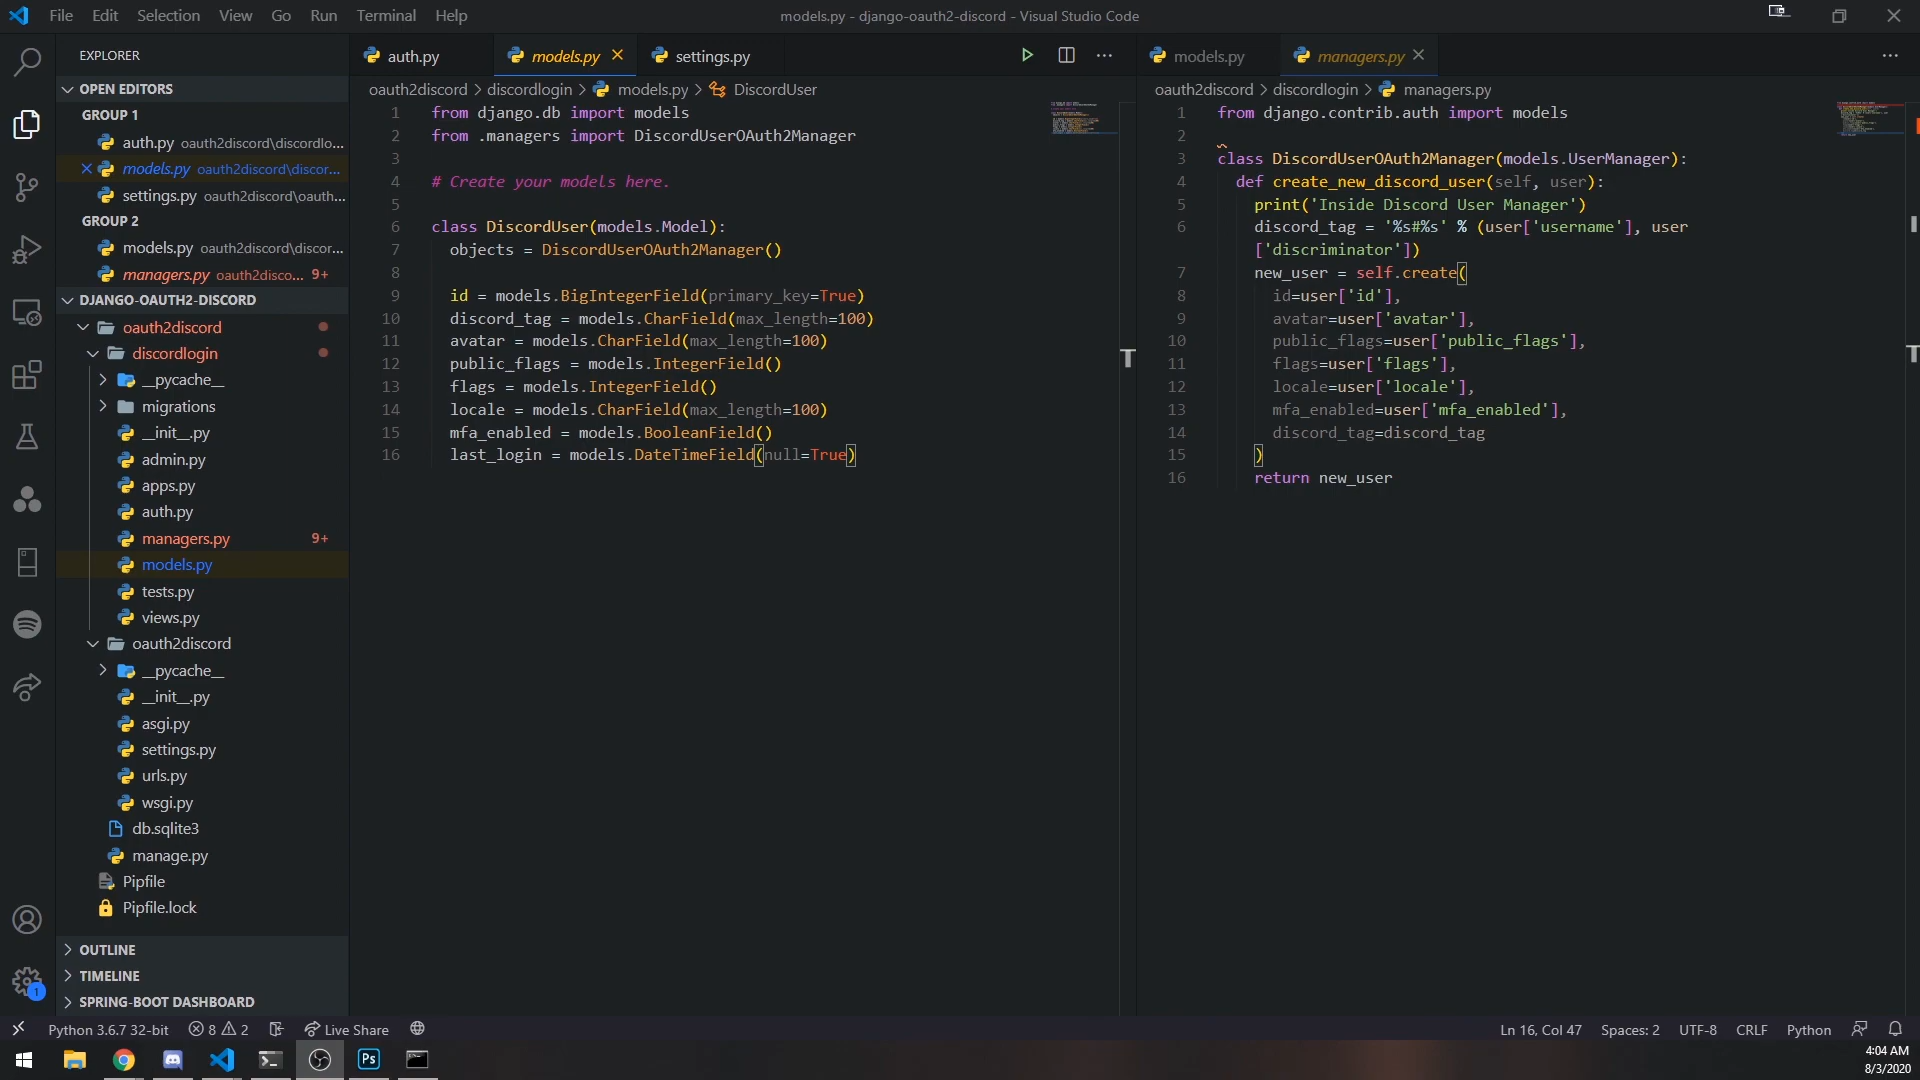 File Edit Selection View Go Run Terminal Help
models.py - django-oauth2-discord - Visual Studio Code
EXPLORER
OPEN EDITORS
GROUP 1
auth.py oauth2discord\discordlo...
models.py oauth2discord\discor...
settings.py oauth2discord\oauth...
GROUP 2
models.py oauth2discord\discor...
managers.py oauth2disco... 9+
DJANGO-OAUTH2-DISCORD
oauth2discord
discordlogin
__pycache__
migrations
__init__.py
admin.py
apps.py
auth.py
managers.py 9+
models.py
tests.py
views.py
oauth2discord
__pycache__
__init__.py
asgi.py
settings.py
urls.py
wsgi.py
db.sqlite3
manage.py
Pipfile
Pipfile.lock
OUTLINE
TIMELINE
SPRING-BOOT DASHBOARD
auth.py models.py settings.py
oauth2discord > discordlogin > models.py > DiscordUser
1 from django.db import models
2 from .managers import DiscordUserOAuth2Manager
3
4 # Create your models here.
5
6 class DiscordUser(models.Model):
7 objects = DiscordUserOAuth2Manager()
8
9 id = models.BigIntegerField(primary_key=True)
10 discord_tag = models.CharField(max_length=100)
11 avatar = models.CharField(max_length=100)
12 public_flags = models.IntegerField()
13 flags = models.IntegerField()
14 locale = models.CharField(max_length=100)
15 mfa_enabled = models.BooleanField()
16 last_login = models.DateTimeField(null=True)
models.py managers.py
oauth2discord > discordlogin > managers.py
1 from django.contrib.auth import models
2
3 class DiscordUserOAuth2Manager(models.UserManager):
4 def create_new_discord_user(self, user):
5 print('Inside Discord User Manager')
6 discord_tag = '%s#%s' % (user['username'], user
['discriminator'])
7 new_user = self.create(
8 id=user['id'],
9 avatar=user['avatar'],
10 public_flags=user['public_flags'],
11 flags=user['flags'],
12 locale=user['locale'],
13 mfa_enabled=user['mfa_enabled'],
14 discord_tag=discord_tag
15 )
16 return new_user
1
Python 3.6.7 32-bit 8 2 Live Share
Ln 16, Col 47 Spaces: 2 UTF-8 CRLF Python
Ps
4:04 AM
8/3/2020